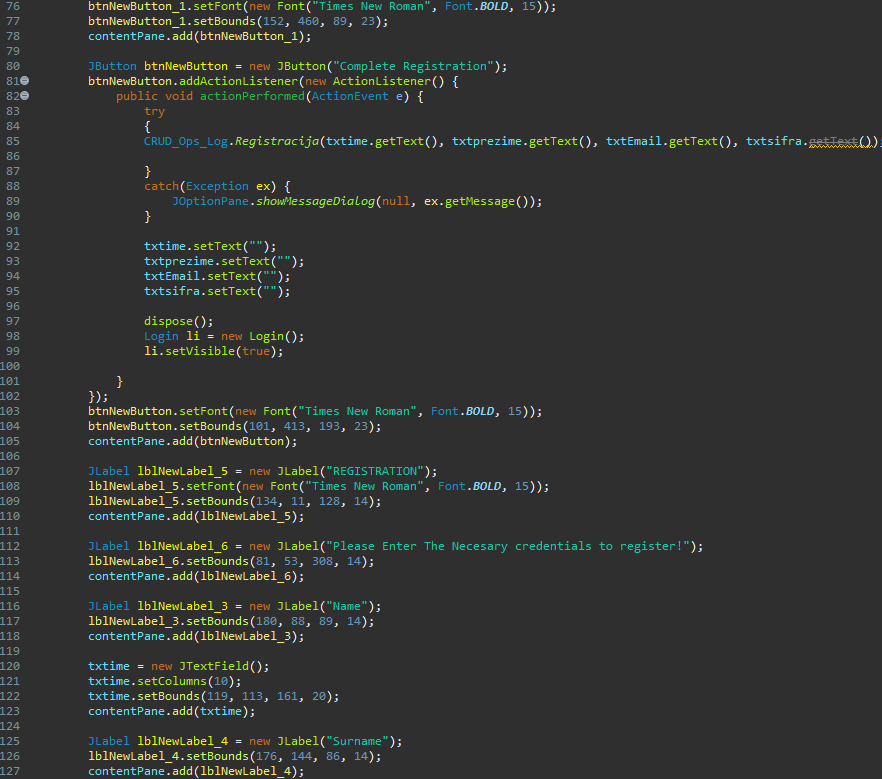 76 btnNewButton_1.setFont(new Font("Times New Roman", Font.BOLD, 15));
77 btnNewButton_1.setBounds(152, 460, 89, 23);
78 contentPane.add(btnNewButton_1);
79
80 JButton btnNewButton = new JButton("Complete Registration");
81 btnNewButton.addActionListener(new ActionListener() {
82 public void actionPerformed(ActionEvent e) {
83 try
84 {
85 CRUD_Ops_Log.Registracija(txtime.getText(), txtprezime.getText(), txtEmail.getText(), txtsifra.getText());
86
87 }
88 catch(Exception ex) {
89 JOptionPane.showMessageDialog(null, ex.getMessage());
90 }
91
92 txtime.setText("");
93 txtprezime.setText("");
94 txtEmail.setText("");
95 txtsifra.setText("");
96
97 dispose();
98 Login li = new Login();
99 li.setVisible(true);
100
101 }
102 });
103 btnNewButton.setFont(new Font("Times New Roman", Font.BOLD, 15));
104 btnNewButton.setBounds(101, 413, 193, 23);
105 contentPane.add(btnNewButton);
106
107 JLabel lblNewLabel_5 = new JLabel("REGISTRATION");
108 lblNewLabel_5.setFont(new Font("Times New Roman", Font.BOLD, 15));
109 lblNewLabel_5.setBounds(134, 11, 128, 14);
110 contentPane.add(lblNewLabel_5);
111
112 JLabel lblNewLabel_6 = new JLabel("Please Enter The Necesary credentials to register!");
113 lblNewLabel_6.setBounds(81, 53, 308, 14);
114 contentPane.add(lblNewLabel_6);
115
116 JLabel lblNewLabel_3 = new JLabel("Name");
117 lblNewLabel_3.setBounds(180, 88, 89, 14);
118 contentPane.add(lblNewLabel_3);
119
120 txtime = new JTextField();
121 txtime.setColumns(10);
122 txtime.setBounds(119, 113, 161, 20);
123 contentPane.add(txtime);
124
125 JLabel lblNewLabel_4 = new JLabel("Surname");
126 lblNewLabel_4.setBounds(176, 144, 86, 14);
127 contentPane.add(lblNewLabel_4);